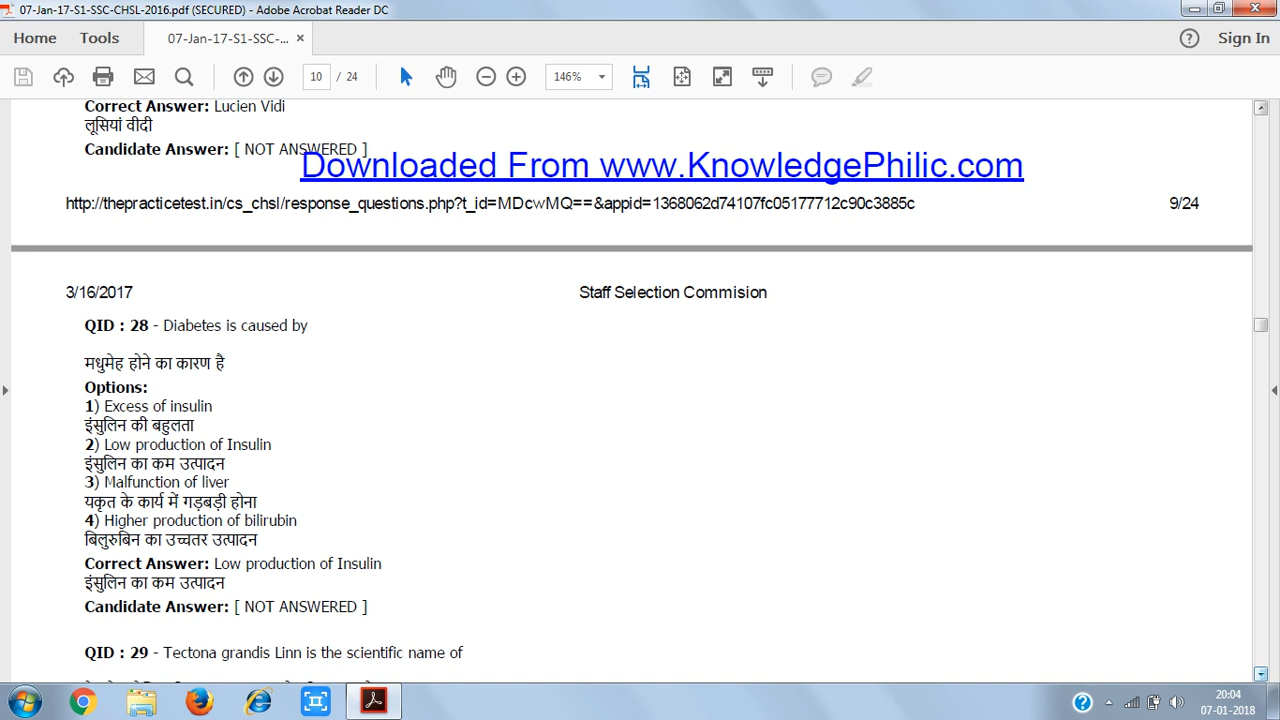 07-Jan-17-S1-SSC-CHSL-2016.pdf (SECURED) - Adobe Acrobat Reader DC
Home Tools 07-Jan-17-S1-SSC-... × Sign In
10 / 24 146%
Correct Answer: Lucien Vidi
लूसियां वीदी
Candidate Answer: [ NOT ANSWERED ]
Downloaded From www.KnowledgePhilic.com
http://thepracticetest.in/cs_chsl/response_questions.php?t_id=MDcwMQ==&appid=1368062d74107fc05177712c90c3885c 9/24
3/16/2017 Staff Selection Commision
QID : 28 - Diabetes is caused by
मधुमेह होने का कारण है
Options:
1) Excess of insulin
इंसुलिन की बहुलता
2) Low production of Insulin
इंसुलिन का कम उत्पादन
3) Malfunction of liver
यकृत के कार्य में गड़बड़ी होना
4) Higher production of bilirubin
बिलुरुबिन का उच्चतर उत्पादन
Correct Answer: Low production of Insulin
इंसुलिन का कम उत्पादन
Candidate Answer: [ NOT ANSWERED ]
QID : 29 - Tectona grandis Linn is the scientific name of
20:04
07-01-2018